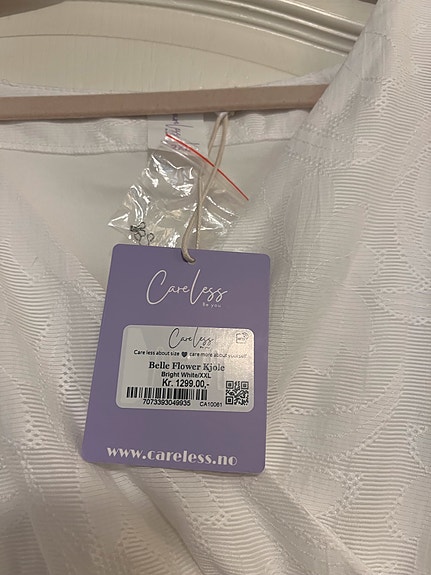 CareLess
Be you
CareLess
Care less about size care more about yourself
Belle Flower Kjole
Bright White/XXL
Kr. 1299.00,-
7073393049935
CA10061
www.careless.no